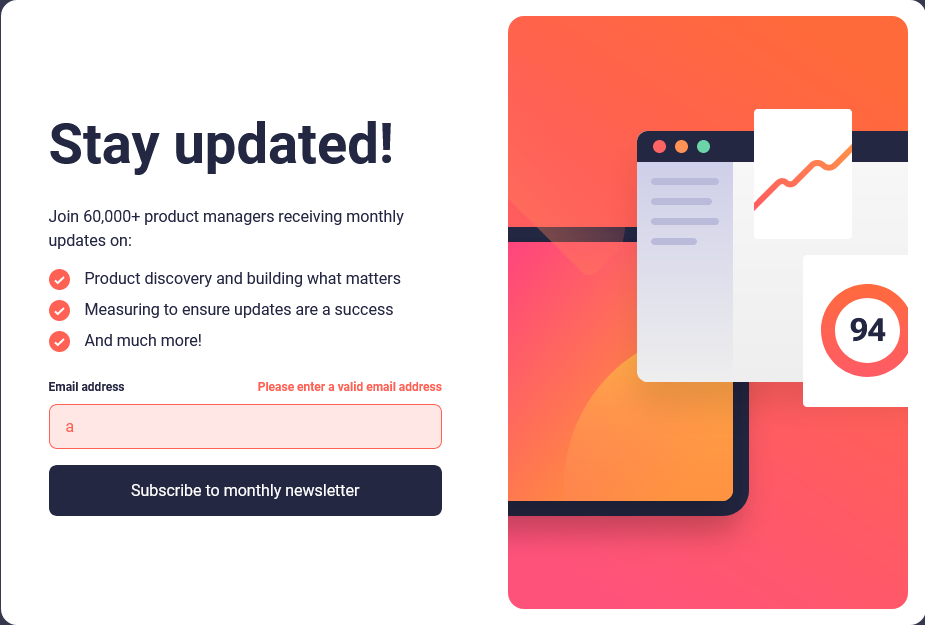 Stay updated!
Join 60,000+ product managers receiving monthly
updates on:
Product discovery and building what matters
Measuring to ensure updates are a success
And much more!
Email address
Please enter a valid email address
a
Subscribe to monthly newsletter
94